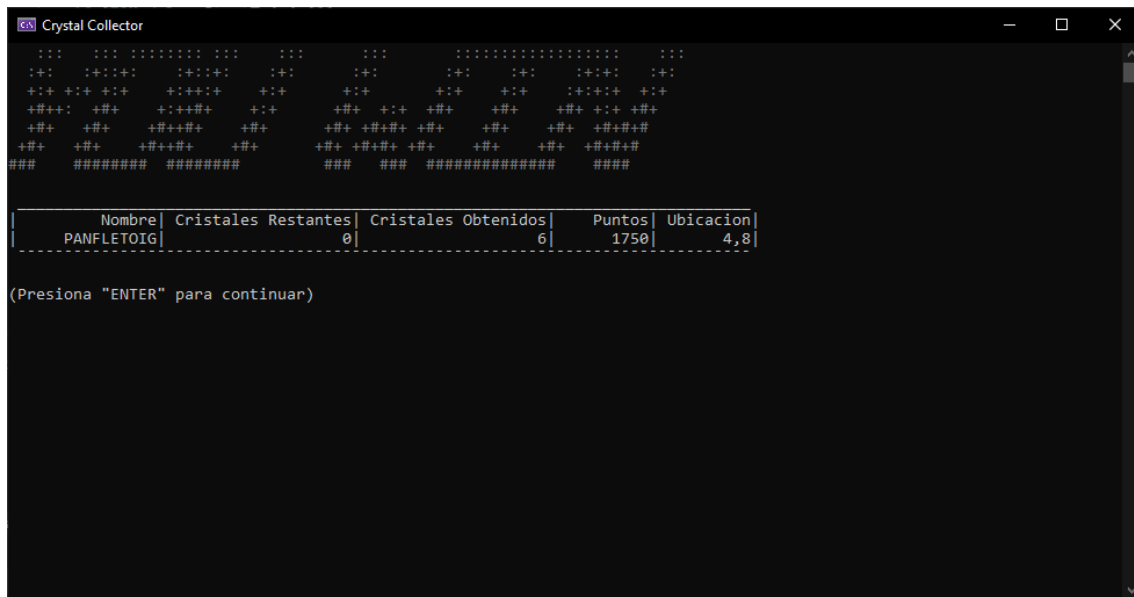 Crystal Collector
:::   ::: :::::::: :::    :::      :::       ::::::::::::::::::    :::
:+:   :+::+:    :+::+:    :+:      :+:       :+:    :+:    :+:+:   :+:
+:+ +:+ +:+    +:++:+    +:+      +:+       +:+    +:+    :+:+:+  +:+
+#++:  +#+    +:++#+    +:+      +#+  +:+  +#+    +#+    +#+ +:+ +#+
+#+   +#+    +#++#+    +#+      +#+ +#+#+ +#+    +#+    +#+  +#+#+#
+#+   +#+    +#++#+   +#+      +#+ +#+#+ +#+    +#+    +#+  +#+#+#
###    ########  ########         ###   ###  ##############    ####
| Nombre| Cristales Restantes| Cristales Obtenidos| Puntos| Ubicacion|
| PANFLETOIG| 0| 6| 1750| 4,8|
(Presiona "ENTER" para continuar)